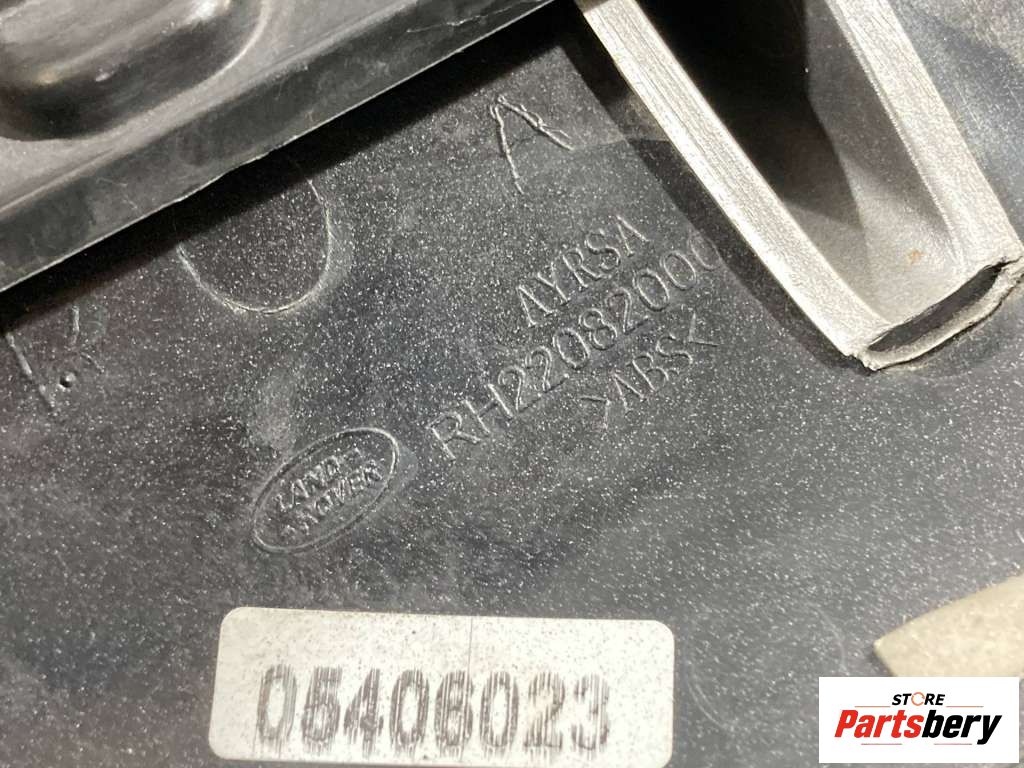 AYRSA
RH22082000
>ABS<
LAND
ROVER
05406023
STORE
Partsbery